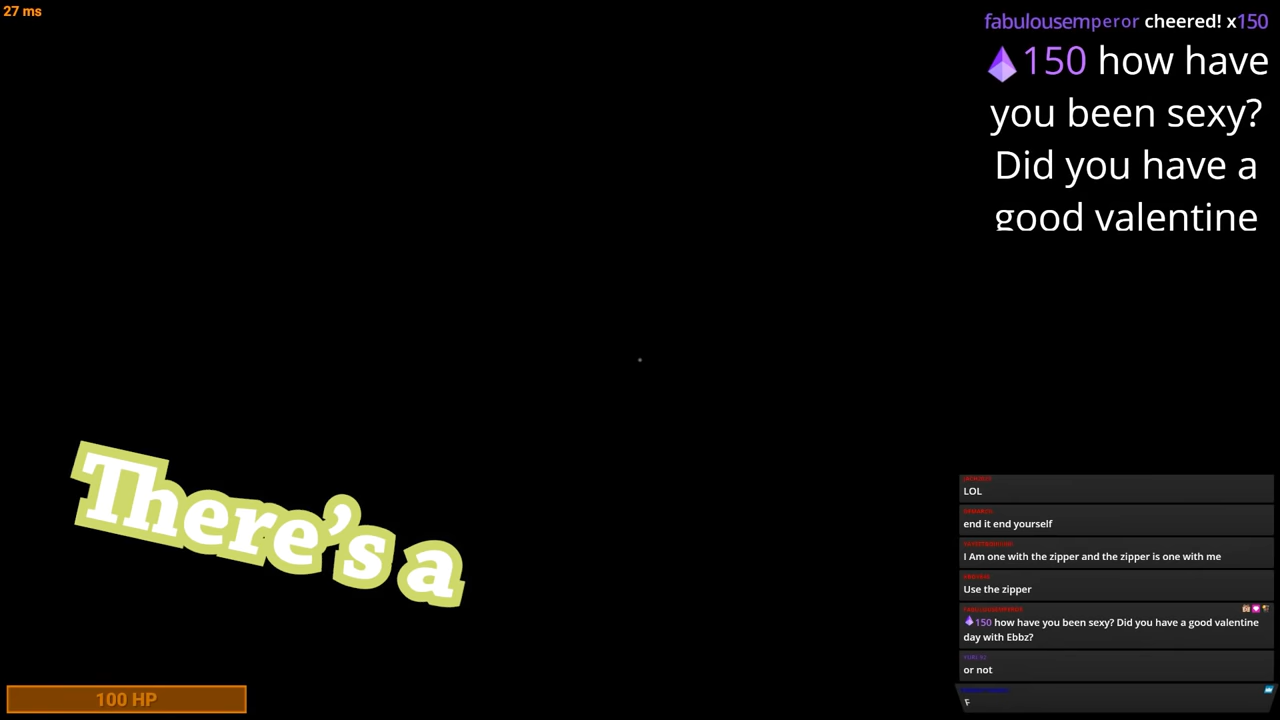 27 ms
fabulousemperor cheered! x150
150 how have
you been sexy?
Did you have a
good valentine
There's a
LOL
end it end yourself
I Am one with the zipper and the zipper is one with me
Use the zipper
FABULOUSEMPEROR
150 how have you been sexy? Did you have a good valentine
day with Ebbz?
or not
F
100 HP